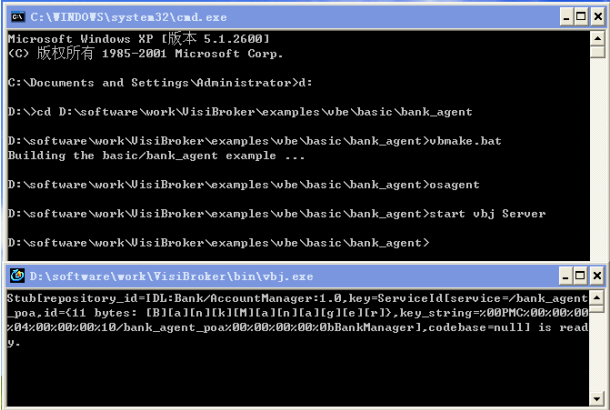 C:\WINDOWS\system32\cmd.exe
Microsoft Windows XP [版本 5.1.2600]
(C) 版权所有 1985-2001 Microsoft Corp.
C:\Documents and Settings\Administrator>d:
D:\>cd D:\software\work\VisiBroker\examples\vbe\basic\bank_agent
D:\software\work\VisiBroker\examples\vbe\basic\bank_agent>vbmake.bat
Building the basic/bank_agent example ...
D:\software\work\VisiBroker\examples\vbe\basic\bank_agent>osagent
D:\software\work\VisiBroker\examples\vbe\basic\bank_agent>start vbj Server
D:\software\work\VisiBroker\examples\vbe\basic\bank_agent>
D:\software\work\VisiBroker\bin\vbj.exe
Stub[repository_id=IDL:Bank/AccountManager:1.0,key=ServiceId[service=/bank_agent
_poa,id={11 bytes: [B][a][n][k][M][a][n][a][g][e][r]},key_string=%00PMC%00%00%00
%04%00%00%00%10/bank_agent_poa%00%00%00%00%0bBankManager],codebase=null] is read
y.